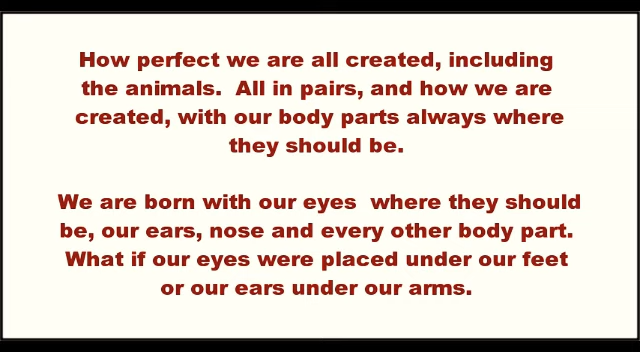 How perfect we are all created, including
the animals.  All in pairs, and how we are
created, with our body parts always where
they should be.
We are born with our eyes  where they should
be, our ears, nose and every other body part.
What if our eyes were placed under our feet
or our ears under our arms.